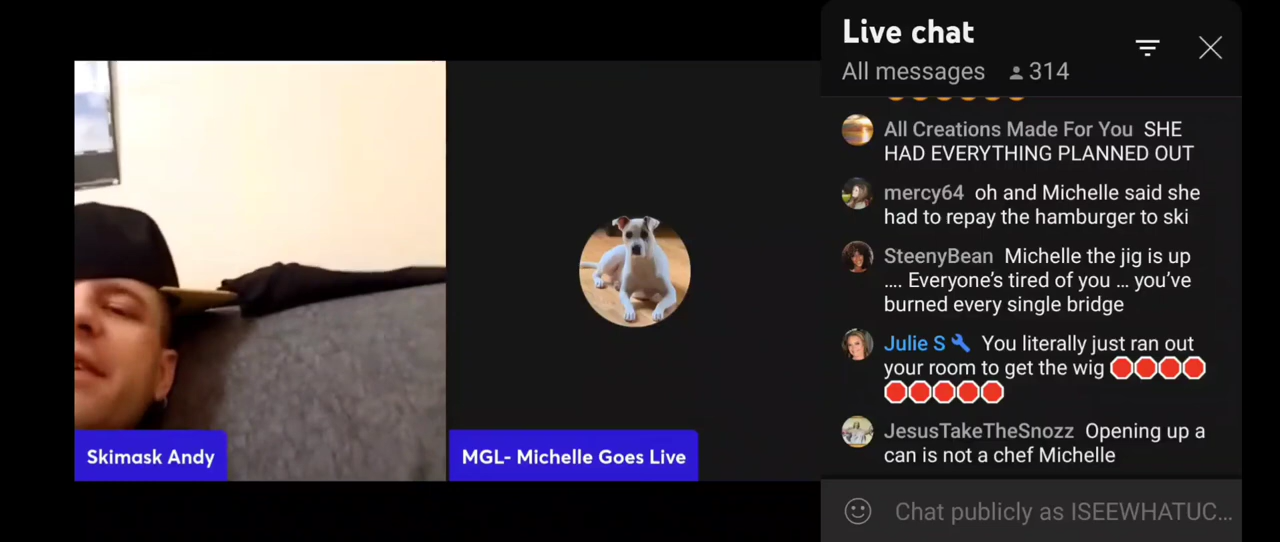 Live chat
All messages 314
All Creations Made For You SHE
HAD EVERYTHING PLANNED OUT
mercy64 oh and Michelle said she
had to repay the hamburger to ski
SteenyBean Michelle the jig is up
.... Everyone's tired of you ... you've
burned every single bridge
Julie S You literally just ran out
your room to get the wig
JesusTakeTheSnozz Opening up a
can is not a chef Michelle
Chat publicly as ISEEWHATUC...
Skimask Andy
MGL- Michelle Goes Live